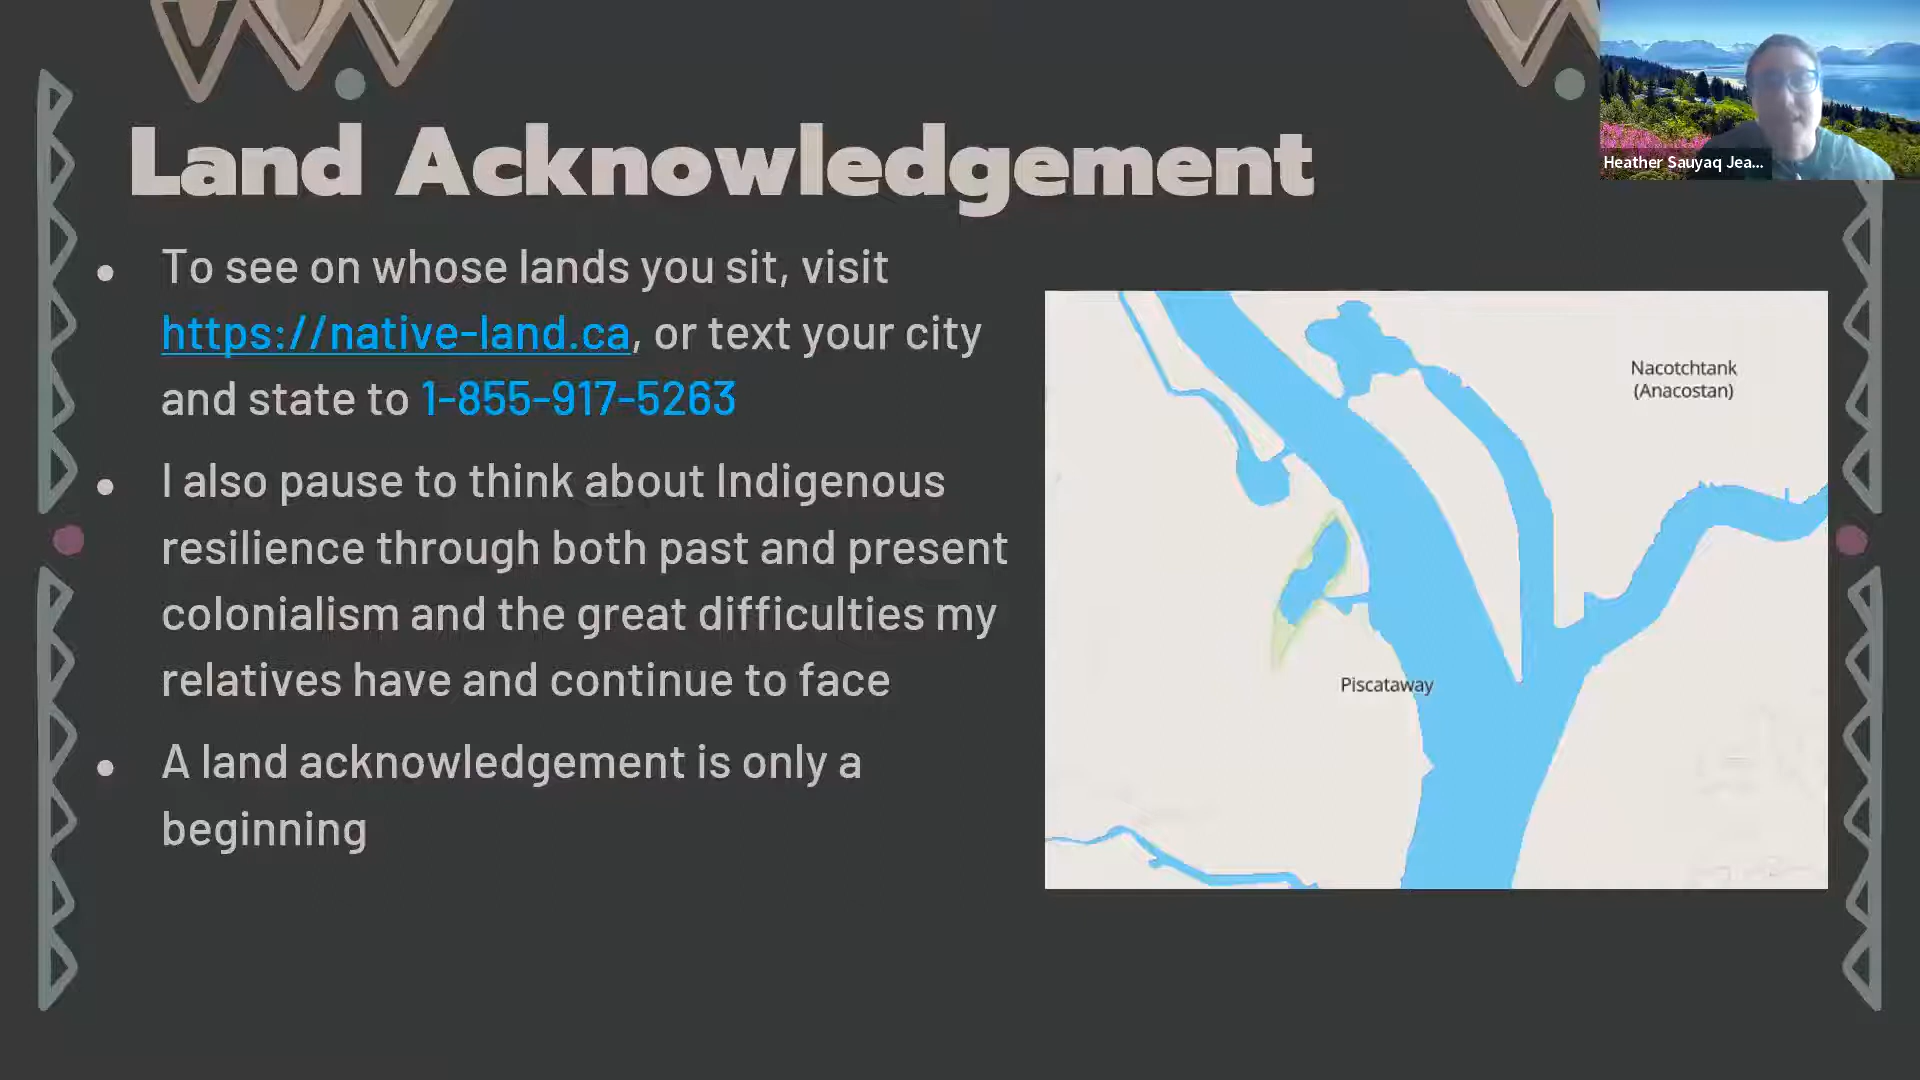 Land Acknowledgement
To see on whose lands you sit, visit
https://native-land.ca, or text your city
and state to 1-855-917-5263
I also pause to think about Indigenous
resilience through both past and present
colonialism and the great difficulties my
relatives have and continue to face
A land acknowledgement is only a
beginning
Nacotchtank
(Anacostan)
Piscataway
Heather Sauyaq Jea...